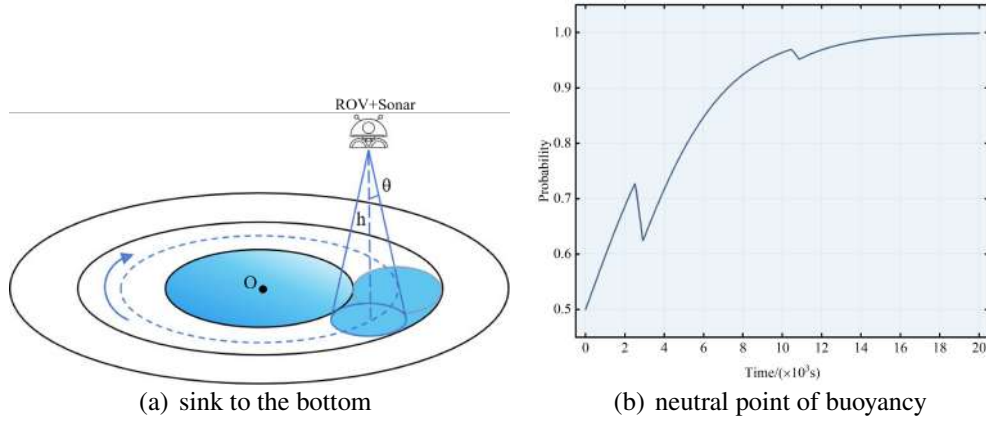 ROV+Sonar
θ
h
O
(a) sink to the bottom
1.0
0.9
0.8
0.7
0.6
0.5
Probability
0 2 4 6 8 10 12 14 16 18 20
Time/(×10³s)
(b) neutral point of buoyancy